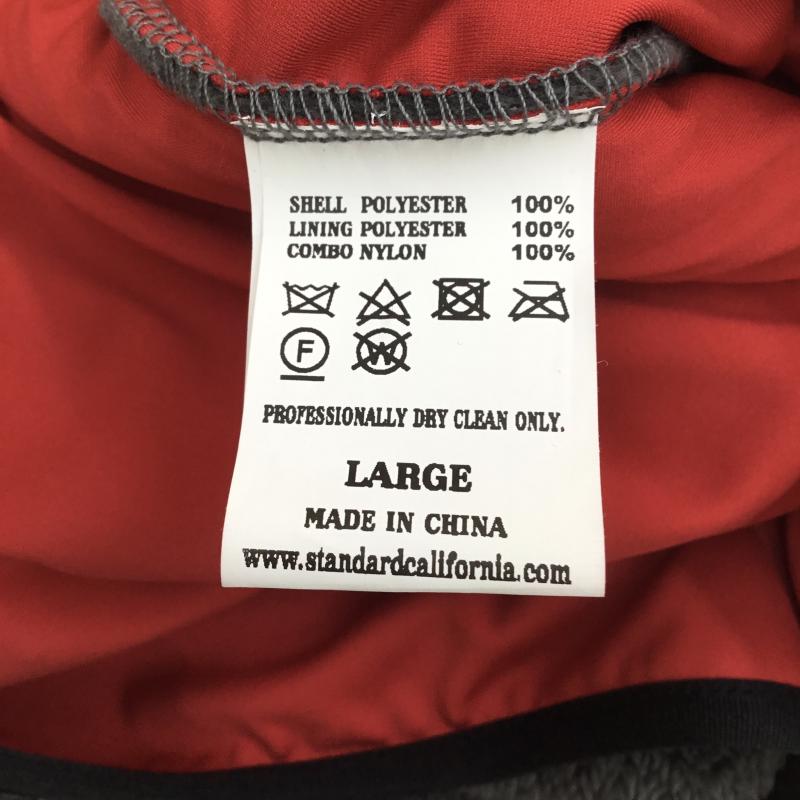 SHELL POLYESTER 100%
LINING POLYESTER 100%
COMBO NYLON 100%
F W
PROFESSIONALLY DRY CLEAN ONLY.
LARGE
MADE IN CHINA
www.standardcalifornia.com